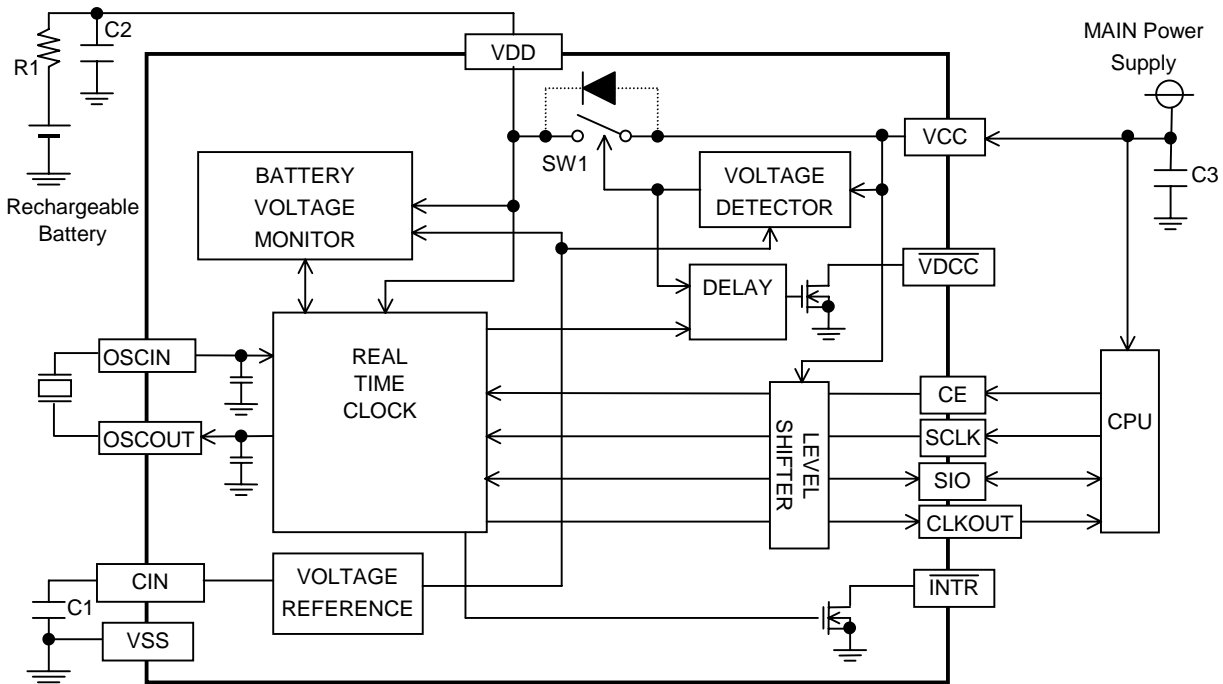 C2
R1
Rechargeable
Battery
VDD
MAIN Power
Supply
VCC
C3
SW1
BATTERY
VOLTAGE
MONITOR
VOLTAGE
DETECTOR
VDCC
DELAY
OSCIN
OSCOUT
REAL
TIME
CLOCK
LEVEL
SHIFTER
CE
SCLK
SIO
CLKOUT
CPU
CIN
C1
VSS
VOLTAGE
REFERENCE
INTR